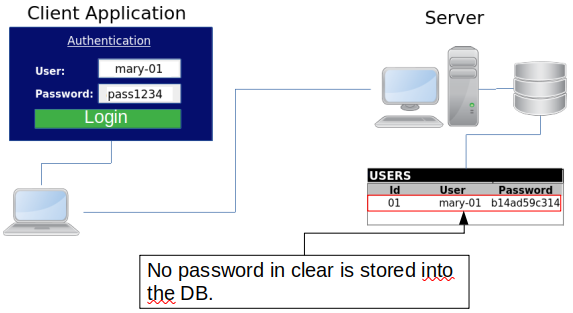 Client Application
Server
Authentication
User: mary-01
Password: pass1234
Login
USERS
Id User Password
01 mary-01 b14ad59c314
No password in clear is stored into
the DB.